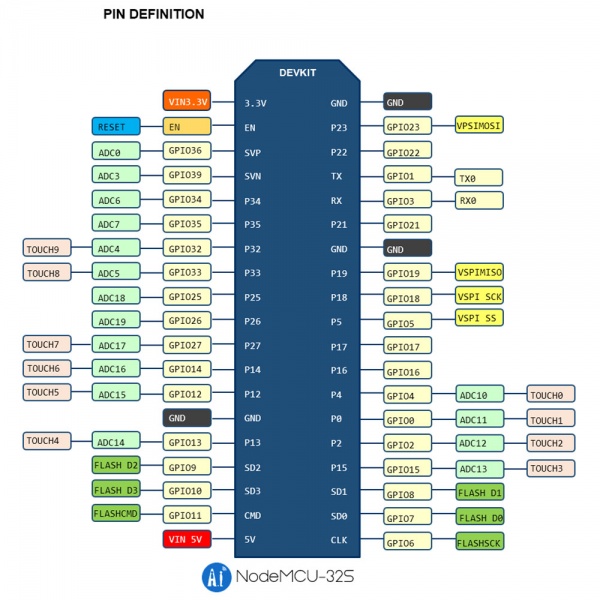 PIN DEFINITION
DEVKIT
VIN3.3V 3.3V GND GND
RESET EN EN P23 GPIO23 VPSIMOSI
ADC0 GPIO36 SVP P22 GPIO22
ADC3 GPIO39 SVN TX GPIO1 TX0
ADC6 GPIO34 P34 RX GPIO3 RX0
ADC7 GPIO35 P35 P21 GPIO21
TOUCH9 ADC4 GPIO32 P32 GND GND
TOUCH8 ADC5 GPIO33 P33 P19 GPIO19 VSPIMISO
ADC18 GPIO25 P25 P18 GPIO18 VSPI SCK
ADC19 GPIO26 P26 P5 GPIO5 VSPI SS
TOUCH7 ADC17 GPIO27 P27 P17 GPIO17
TOUCH6 ADC16 GPIO14 P14 P16 GPIO16
TOUCH5 ADC15 GPIO12 P12 P4 GPIO4 ADC10 TOUCH0
GND GND P0 GPIO0 ADC11 TOUCH1
TOUCH4 ADC14 GPIO13 P13 P2 GPIO2 ADC12 TOUCH2
FLASH D2 GPIO9 SD2 P15 GPIO15 ADC13 TOUCH3
FLASH D3 GPIO10 SD3 SD1 GPIO8 FLASH D1
FLASHCMD GPIO11 CMD SD0 GPIO7 FLASH D0
VIN 5V 5V CLK GPIO6 FLASHSCK
Ai NodeMCU-32S